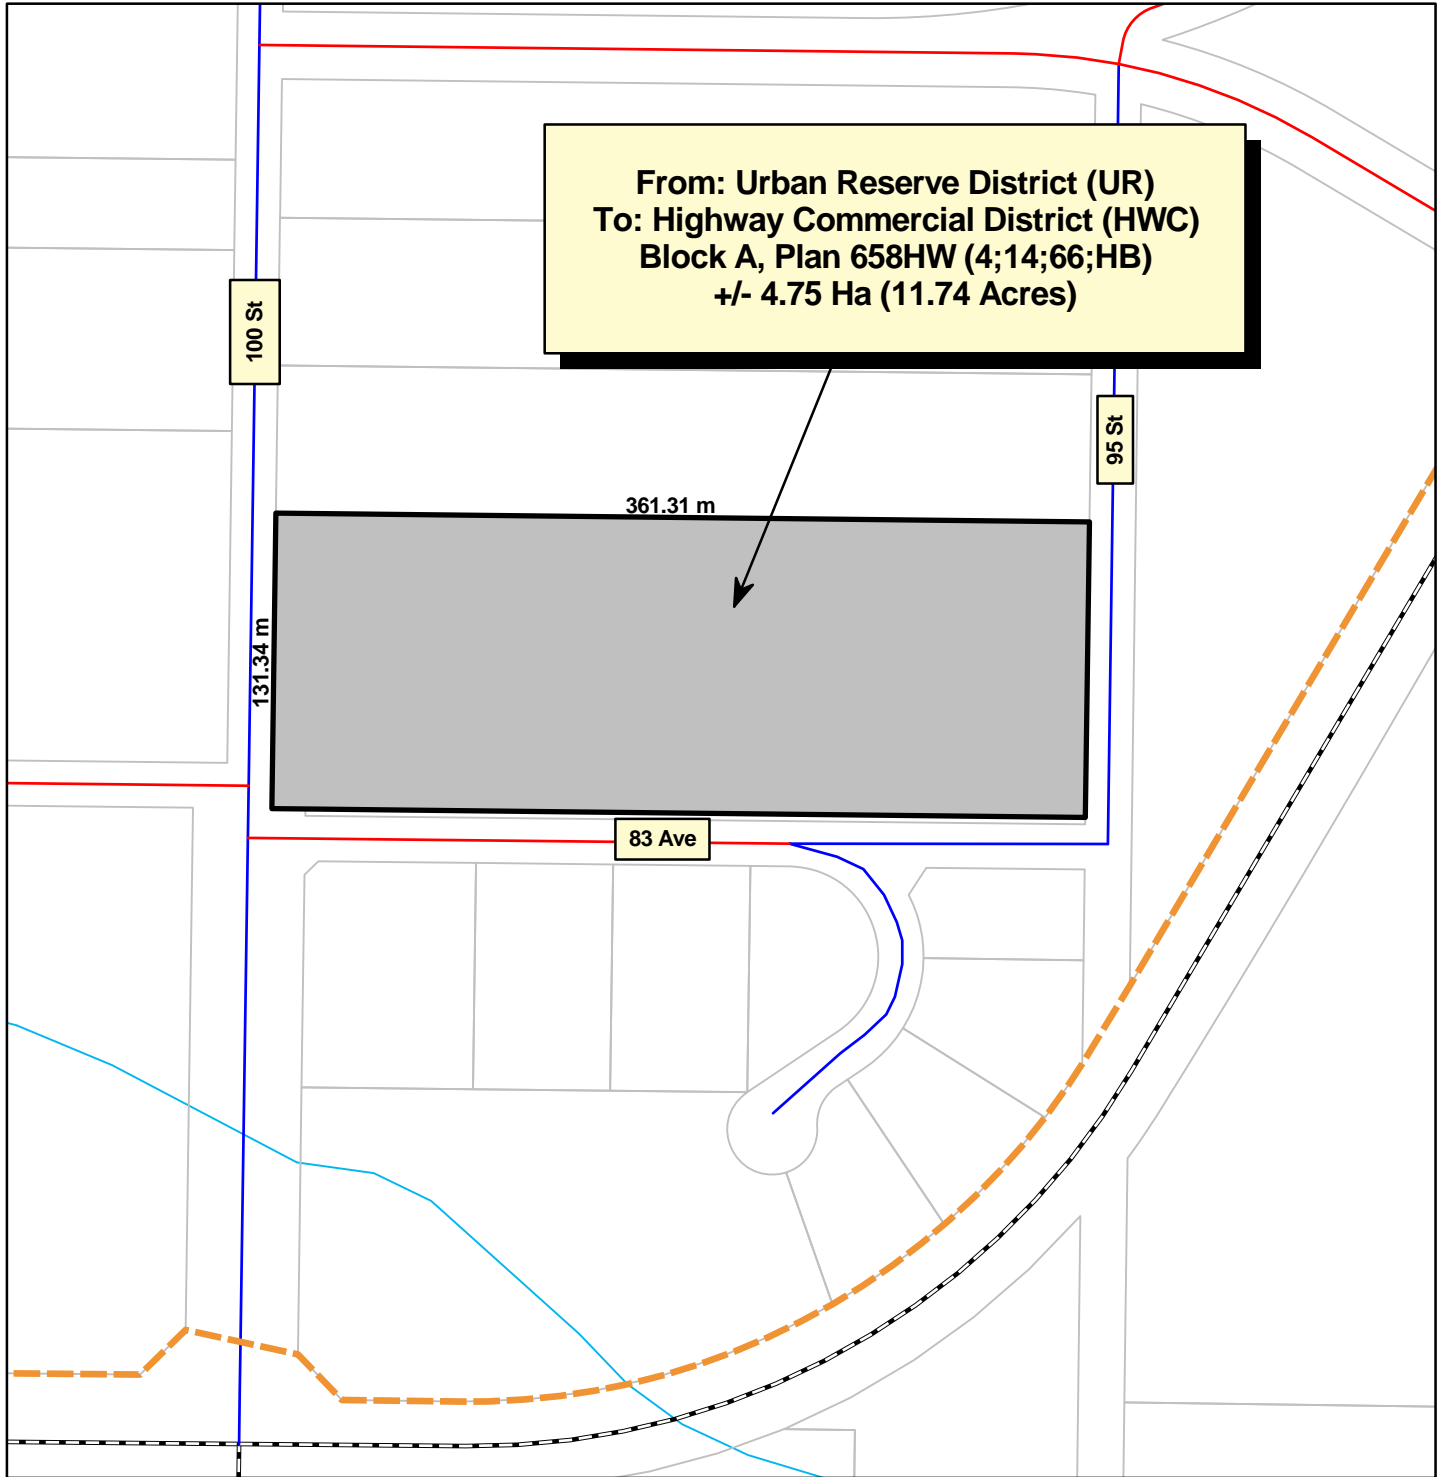 From: Urban Reserve District (UR)
To: Highway Commercial District (HWC)
Block A, Plan 658HW (4;14;66;HB)
+/- 4.75 Ha (11.74 Acres)
100 St
95 St
361.31 m
131.34 m
83 Ave